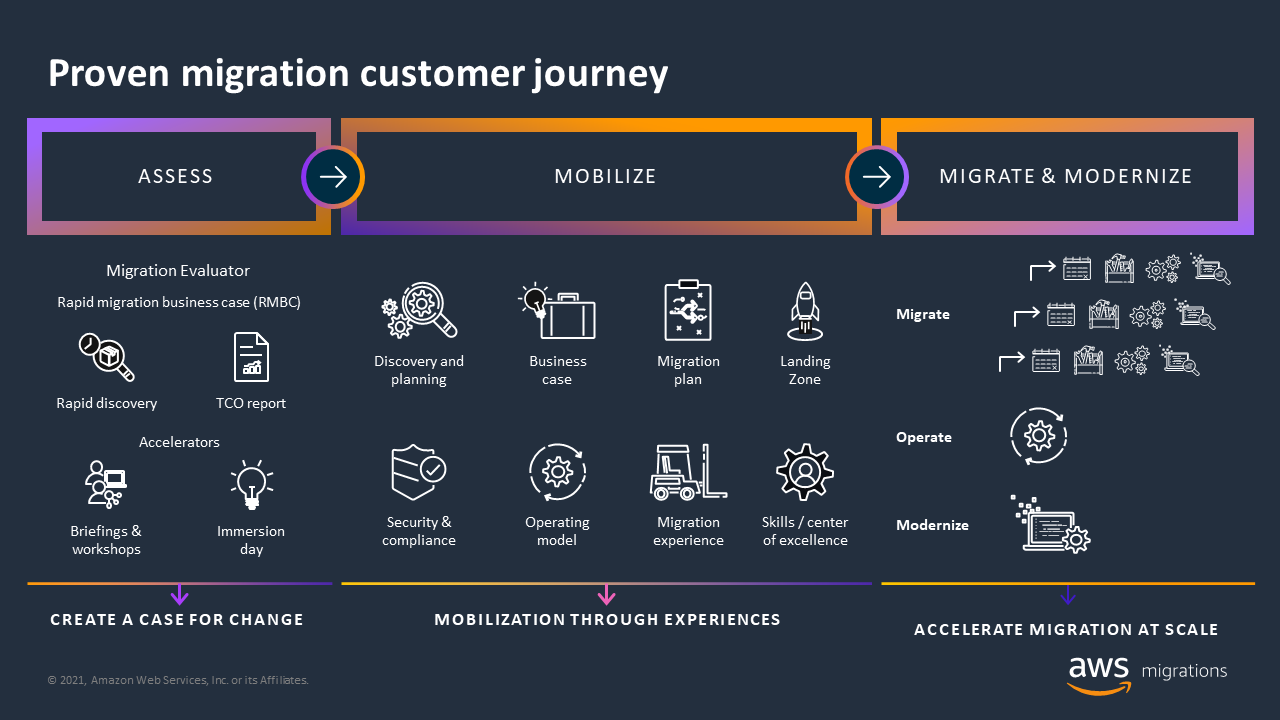 Proven migration customer journey
ASSESS
MOBILIZE
MIGRATE & MODERNIZE
Migration Evaluator
Rapid migration business case (RMBC)
Rapid discovery
TCO report
Accelerators
Briefings &
workshops
Immersion
day
Discovery and
planning
Business
case
Migration
plan
Landing
Zone
Security &
compliance
Operating
model
Migration
experience
Skills / center
of excellence
Migrate
Operate
Modernize
CREATE A CASE FOR CHANGE
MOBILIZATION THROUGH EXPERIENCES
ACCELERATE MIGRATION AT SCALE
© 2021, Amazon Web Services, Inc. or its Affiliates.
aws migrations